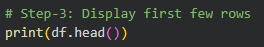 # Step-3: Display first few rows
print(df.head())